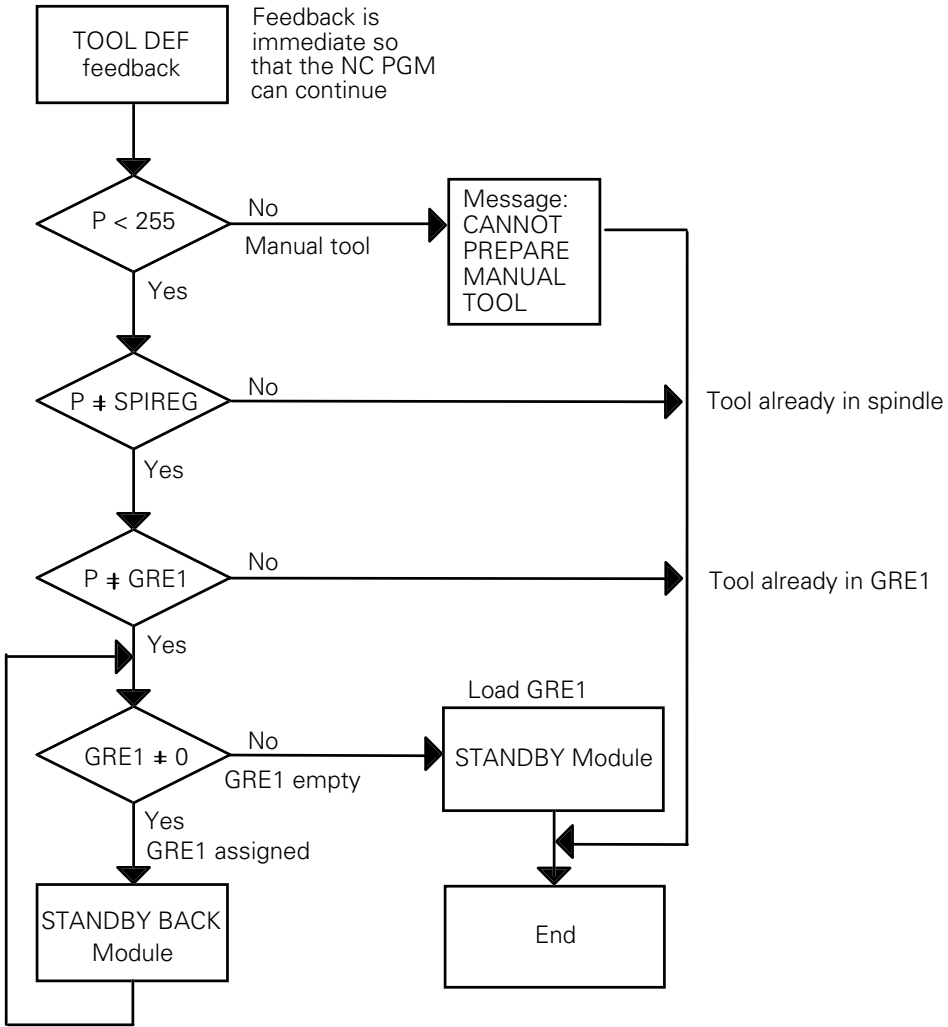 TOOL DEF
feedback
Feedback is
immediate so
that the NC PGM
can continue
P < 255
No
Manual tool
Message:
CANNOT
PREPARE
MANUAL
TOOL
Yes
P ≠ SPIREG
No
Tool already in spindle
Yes
P ≠ GRE1
No
Tool already in GRE1
Yes
Load GRE1
GRE1 ≠ 0
No
GRE1 empty
STANDBY Module
Yes
GRE1 assigned
STANDBY BACK
Module
End